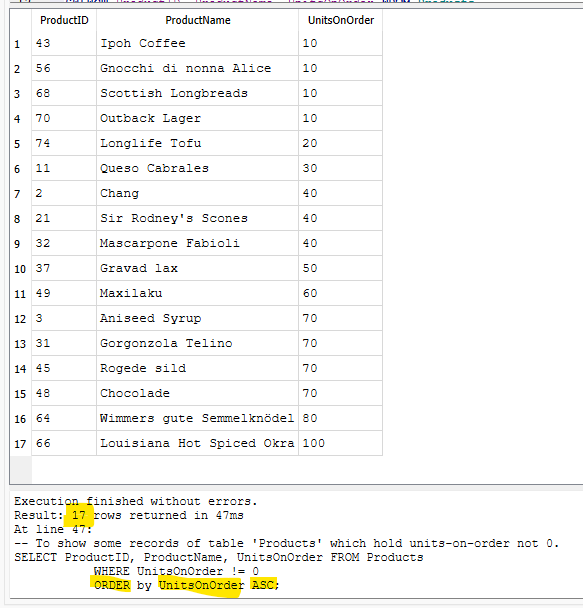 ProductID ProductName UnitsOnOrder
1 43 Ipoh Coffee 10
2 56 Gnocchi di nonna Alice 10
3 68 Scottish Longbreads 10
4 70 Outback Lager 10
5 74 Longlife Tofu 20
6 11 Queso Cabrales 30
7 2 Chang 40
8 21 Sir Rodney's Scones 40
9 32 Mascarpone Fabioli 40
10 37 Gravad lax 50
11 49 Maxilaku 60
12 3 Aniseed Syrup 70
13 31 Gorgonzola Telino 70
14 45 Rogede sild 70
15 48 Chocolade 70
16 64 Wimmers gute Semmelknödel 80
17 66 Louisiana Hot Spiced Okra 100
Execution finished without errors.
Result: 17 rows returned in 47ms
At line 47:
-- To show some records of table 'Products' which hold units-on-order not 0.
SELECT ProductID, ProductName, UnitsOnOrder FROM Products
WHERE UnitsOnOrder != 0
ORDER by UnitsOnOrder ASC;